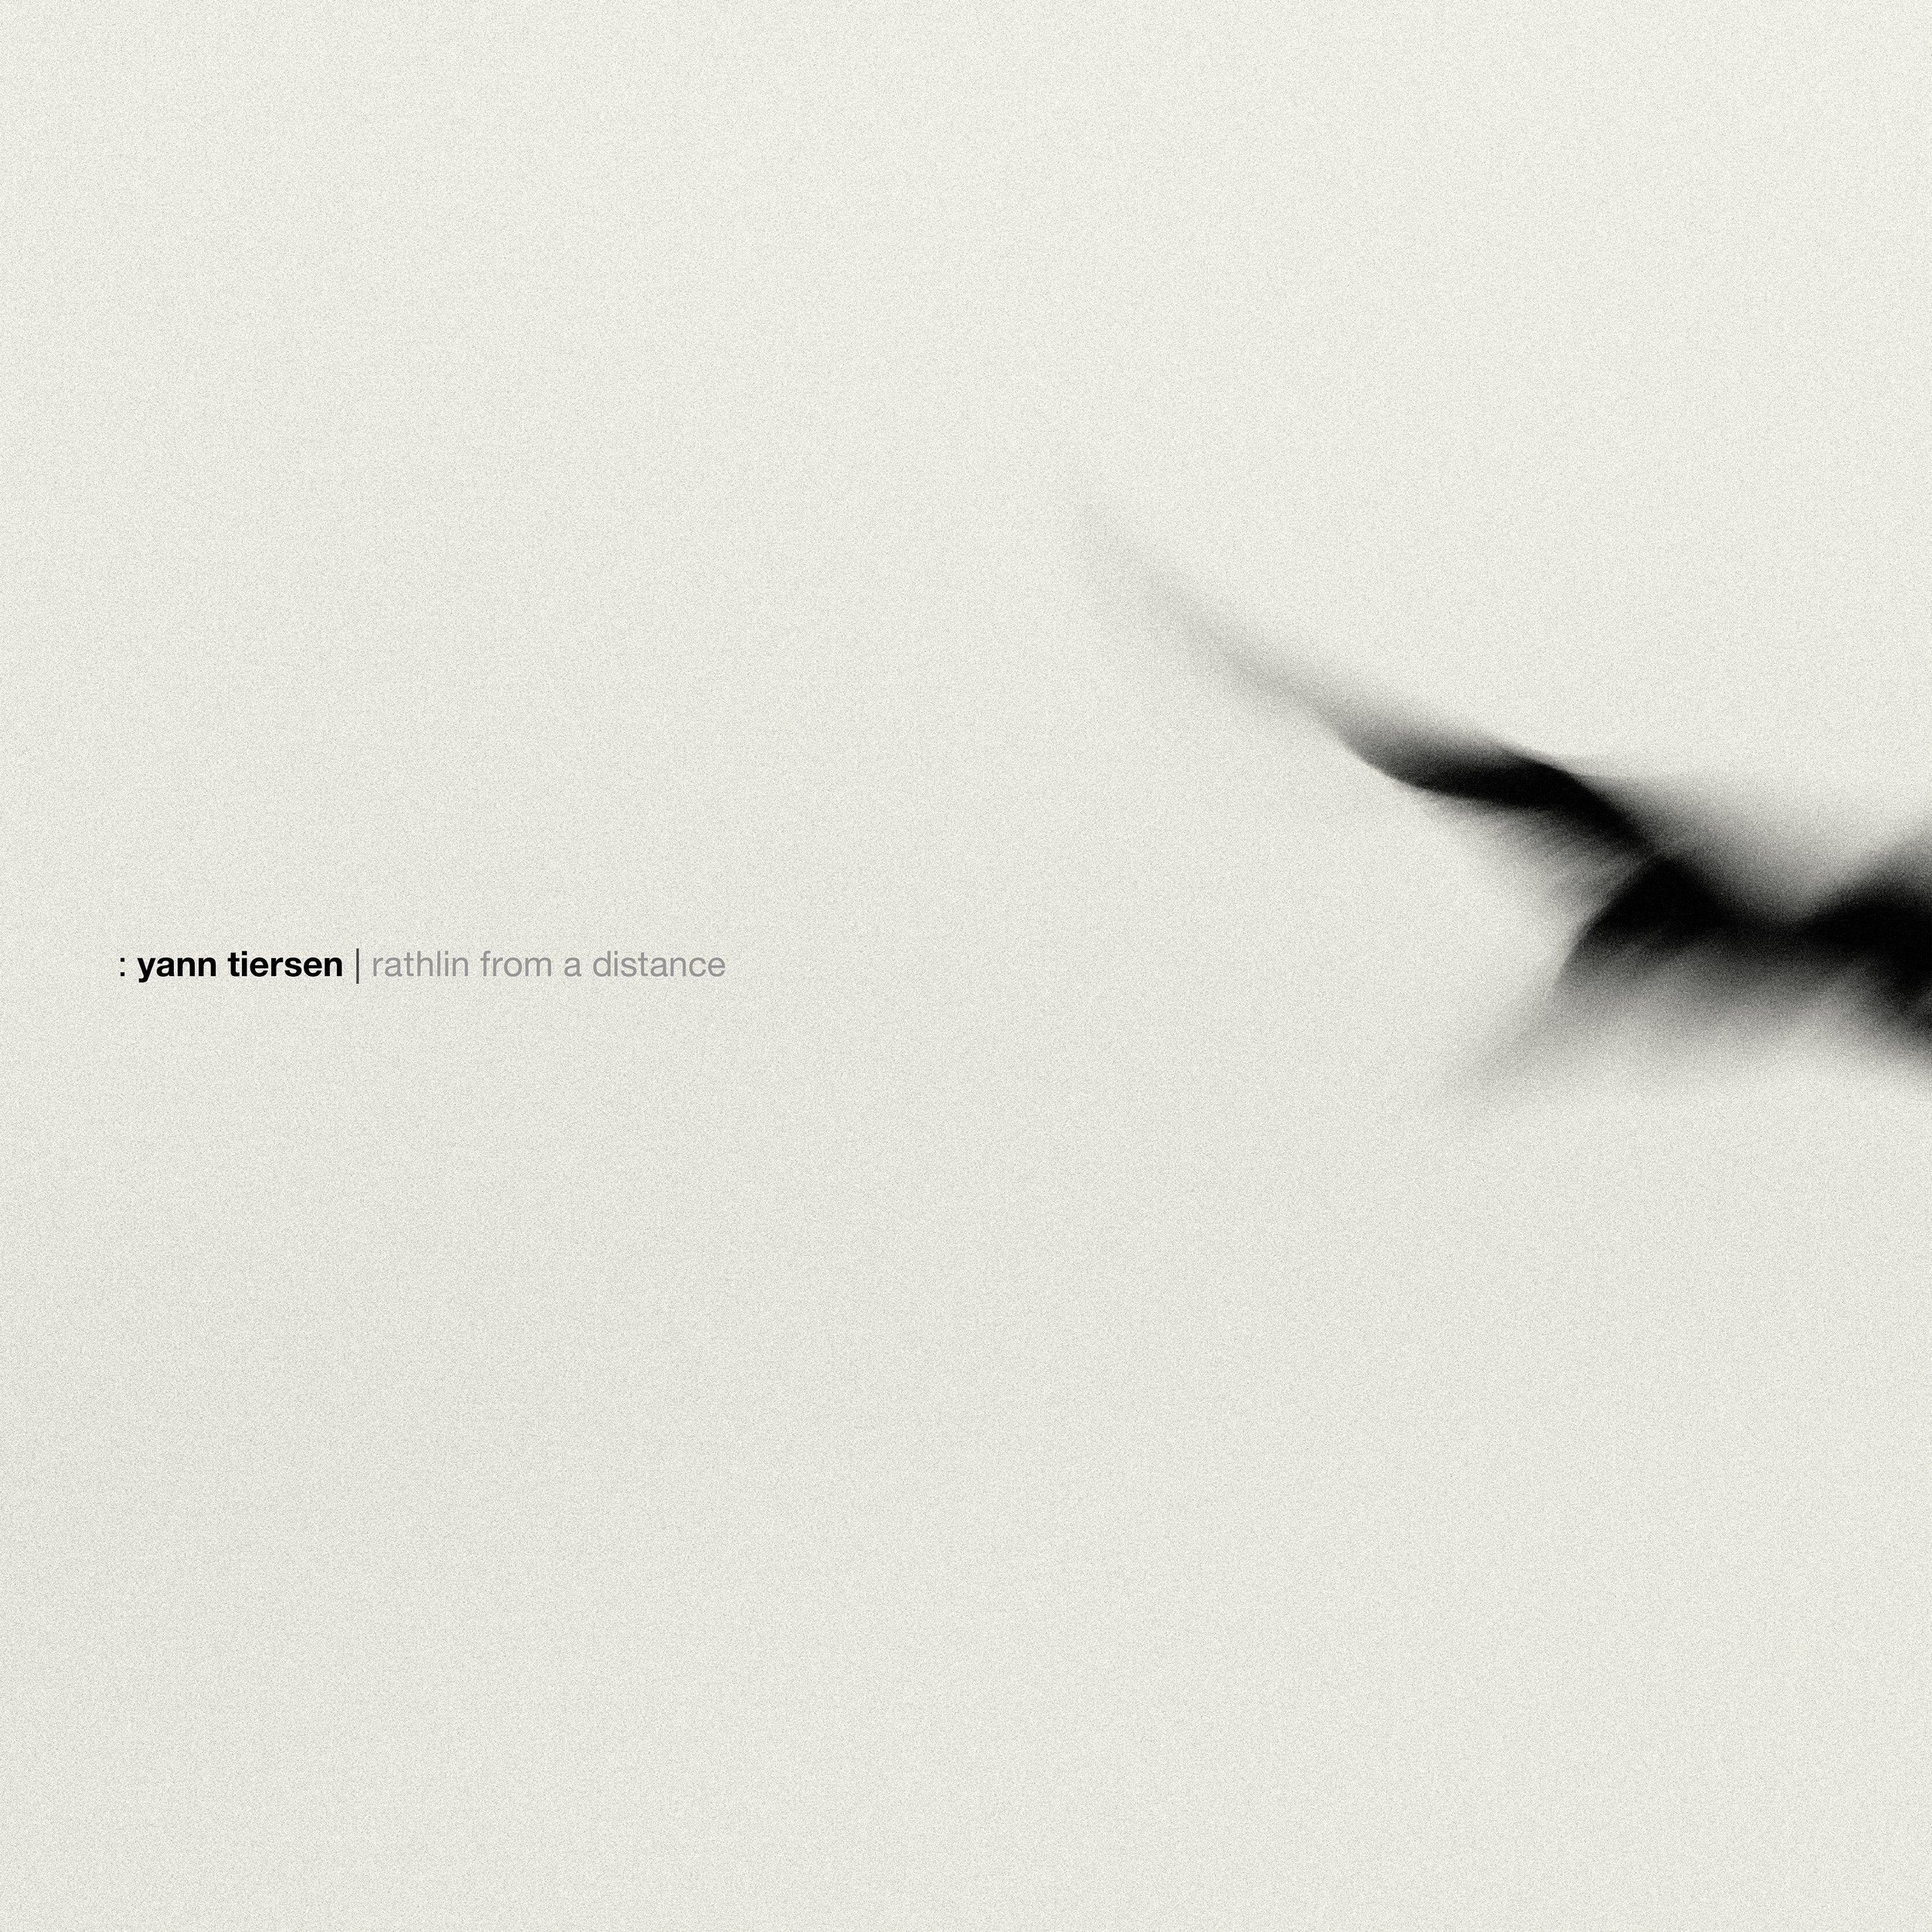 : yann tiersen | rathlin from a distance